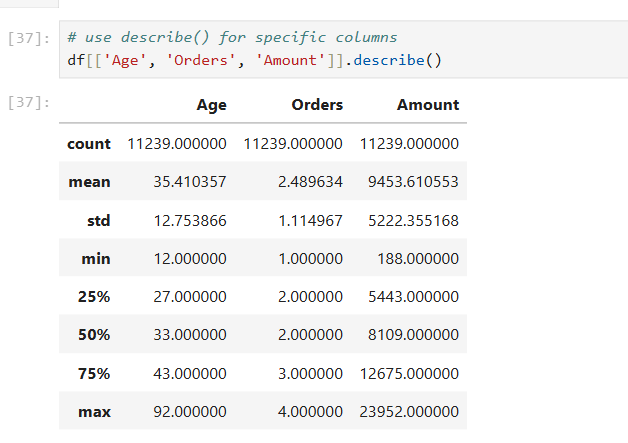 [37]: # use describe() for specific columns
df[['Age', 'Orders', 'Amount']].describe()
[37]: Age Orders Amount
count 11239.000000 11239.000000 11239.000000
mean 35.410357 2.489634 9453.610553
std 12.753866 1.114967 5222.355168
min 12.000000 1.000000 188.000000
25% 27.000000 2.000000 5443.000000
50% 33.000000 2.000000 8109.000000
75% 43.000000 3.000000 12675.000000
max 92.000000 4.000000 23952.000000